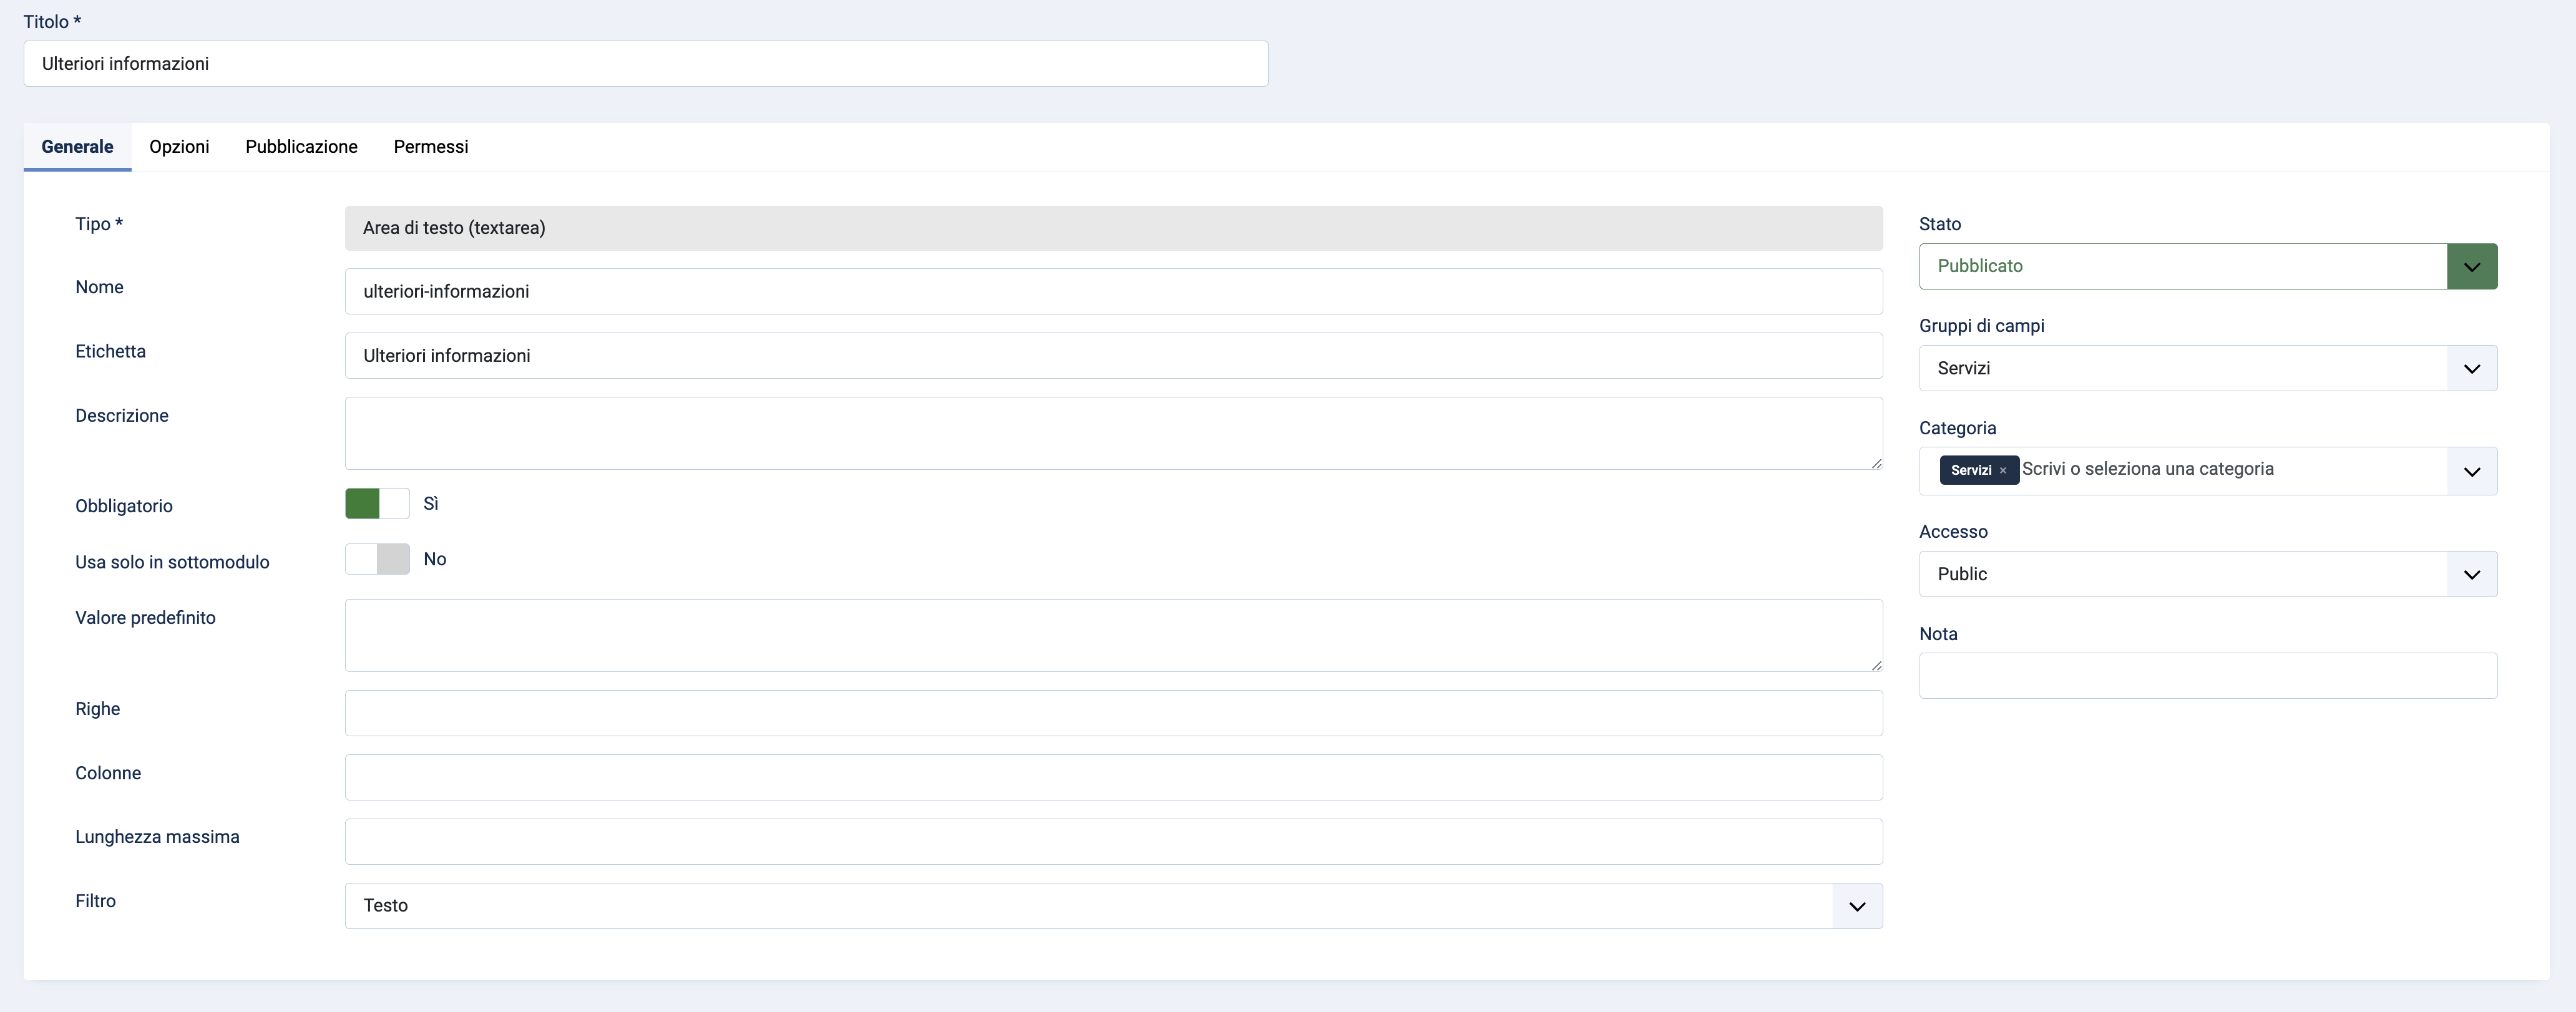 Titolo *
Ulteriori informazioni
Generale Opzioni Pubblicazione Permessi
Tipo *
Area di testo (textarea)
Nome
ulteriori-informazioni
Etichetta
Ulteriori informazioni
Descrizione
Obbligatorio
Sì
Usa solo in sottomodulo
No
Valore predefinito
Righe
Colonne
Lunghezza massima
Filtro
Testo
Stato
Pubblicato
Gruppi di campi
Servizi
Categoria
Servizi × Scrivi o seleziona una categoria
Accesso
Public
Nota